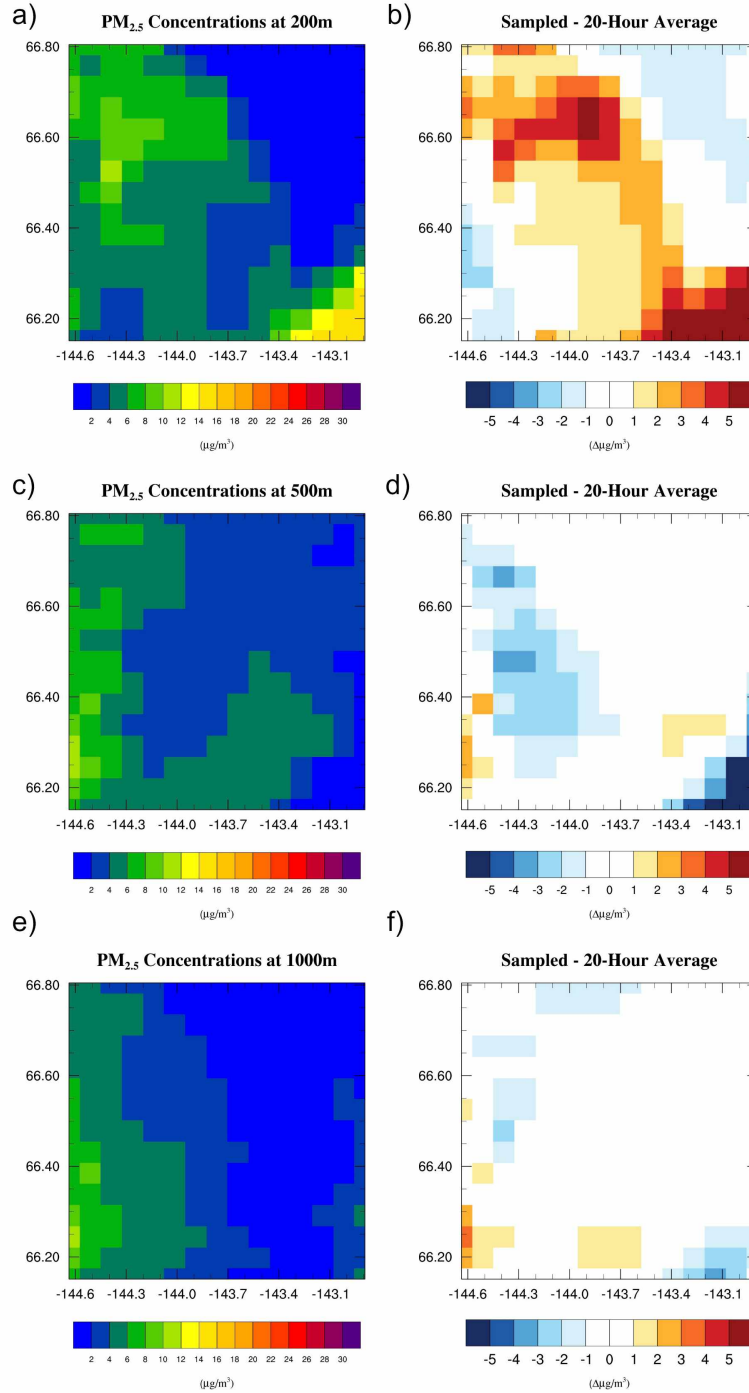 a)
b)
PM2.5 Concentrations at 200m
Sampled - 20-Hour Average
66.80
66.60
66.40
66.20
-144.6 -144.3 -144.0 -143.7 -143.4 -143.1
2 4 6 8 10 12 14 16 18 20 22 24 26 28 30
(μg/m³)
66.80
66.60
66.40
66.20
-144.6 -144.3 -144.0 -143.7 -143.4 -143.1
-5 -4 -3 -2 -1 0 1 2 3 4 5
(Δμg/m³)
c)
d)
PM2.5 Concentrations at 500m
Sampled - 20-Hour Average
66.80
66.60
66.40
66.20
-144.6 -144.3 -144.0 -143.7 -143.4 -143.1
2 4 6 8 10 12 14 16 18 20 22 24 26 28 30
(μg/m³)
66.80
66.60
66.40
66.20
-144.6 -144.3 -144.0 -143.7 -143.4 -143.1
-5 -4 -3 -2 -1 0 1 2 3 4 5
(Δμg/m³)
e)
f)
PM2.5 Concentrations at 1000m
Sampled - 20-Hour Average
66.80
66.60
66.40
66.20
-144.6 -144.3 -144.0 -143.7 -143.4 -143.1
2 4 6 8 10 12 14 16 18 20 22 24 26 28 30
(μg/m³)
66.80
66.60
66.40
66.20
-144.6 -144.3 -144.0 -143.7 -143.4 -143.1
-5 -4 -3 -2 -1 0 1 2 3 4 5
(Δμg/m³)